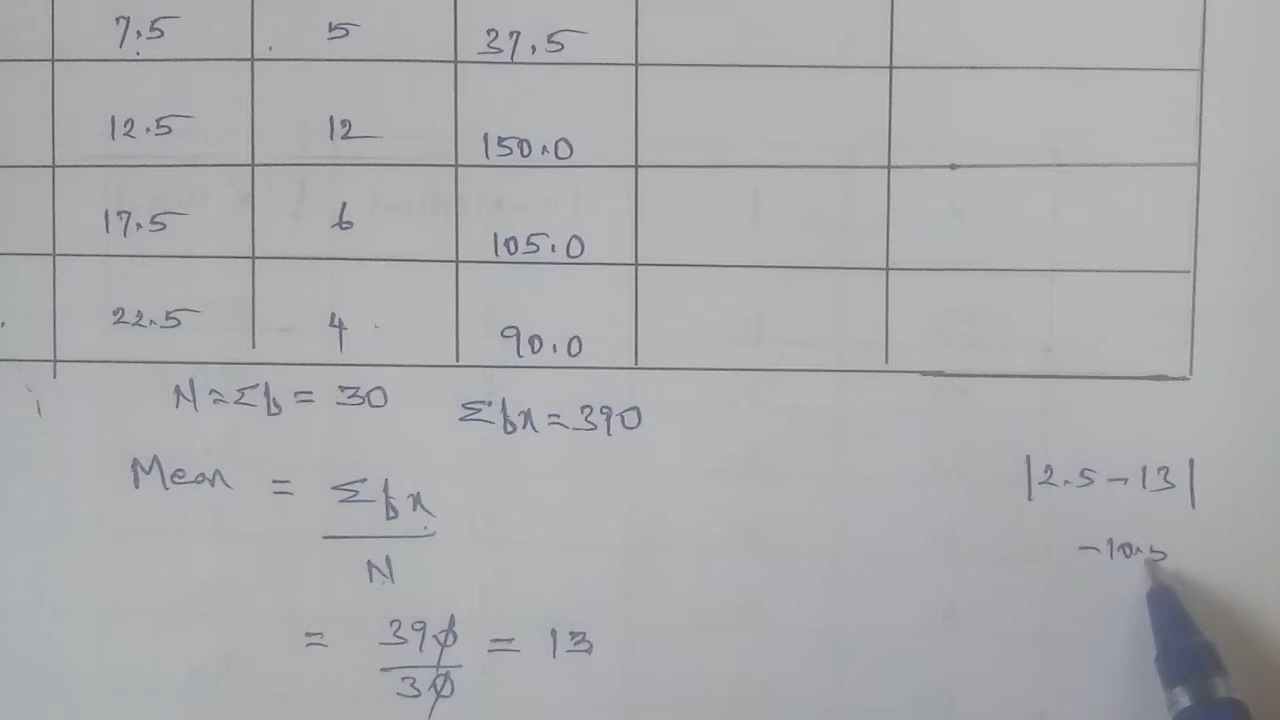 7.5 5 37.5
12.5 12 150.0
17.5 6 105.0
22.5 4 90.0
N = Σf = 30 Σfx = 390
Mean = Σfx / N
|2.5 - 13|
-10.5
= 390 / 30 = 13